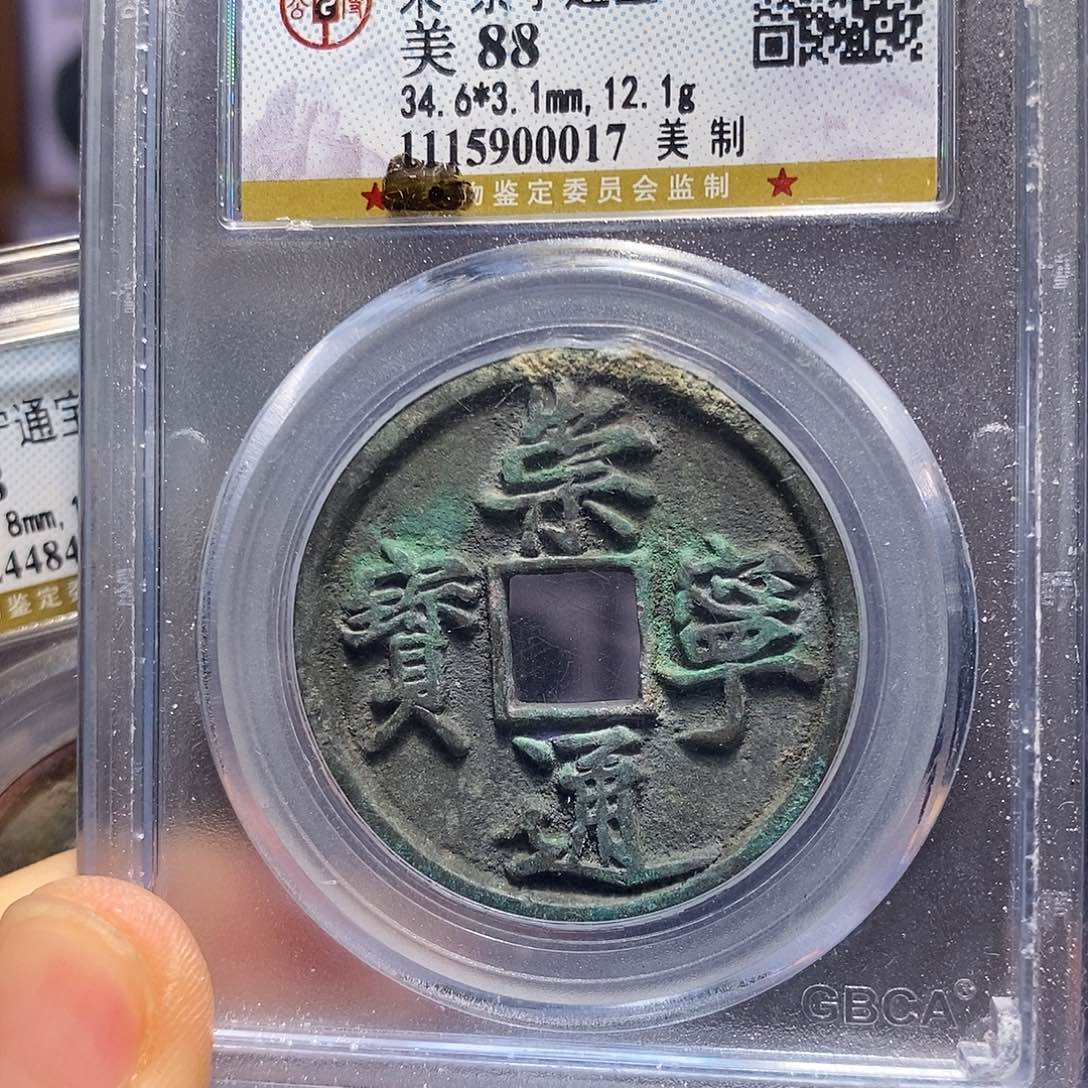 美 88
34.6*3.1mm, 12.1g
1115900017 美制
物鉴定委员会监制
通宝
8mm,
4484
鉴定
崇寧通寶
GBCA